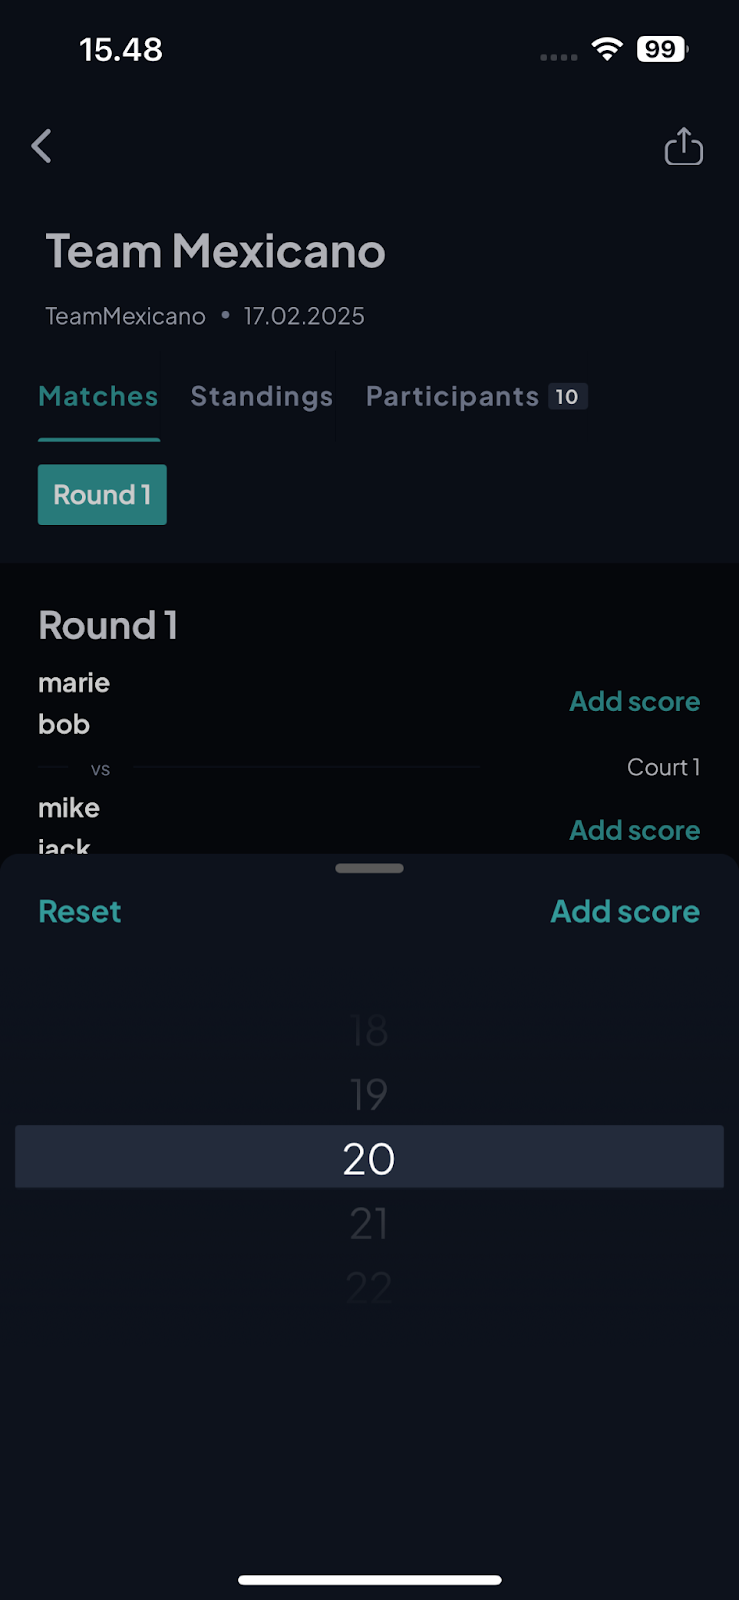 15.48
99
Team Mexicano
TeamMexicano • 17.02.2025
Matches Standings Participants 10
Round 1
Round 1
marie
bob
Add score
vs
Court 1
mike
jack
Add score
Reset
Add score
18
19
20
21
22